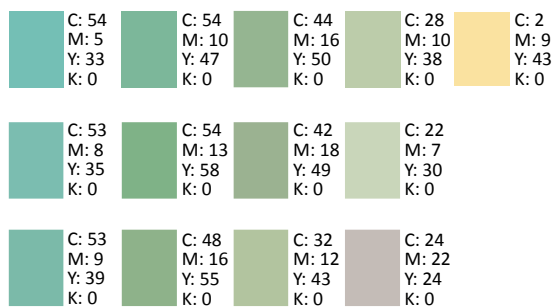 C: 54
M: 5
Y: 33
K: 0
C: 54
M: 10
Y: 47
K: 0
C: 44
M: 16
Y: 50
K: 0
C: 28
M: 10
Y: 38
K: 0
C: 2
M: 9
Y: 43
K: 0
C: 53
M: 8
Y: 35
K: 0
C: 54
M: 13
Y: 58
K: 0
C: 42
M: 18
Y: 49
K: 0
C: 22
M: 7
Y: 30
K: 0
C: 53
M: 9
Y: 39
K: 0
C: 48
M: 16
Y: 55
K: 0
C: 32
M: 12
Y: 43
K: 0
C: 24
M: 22
Y: 24
K: 0